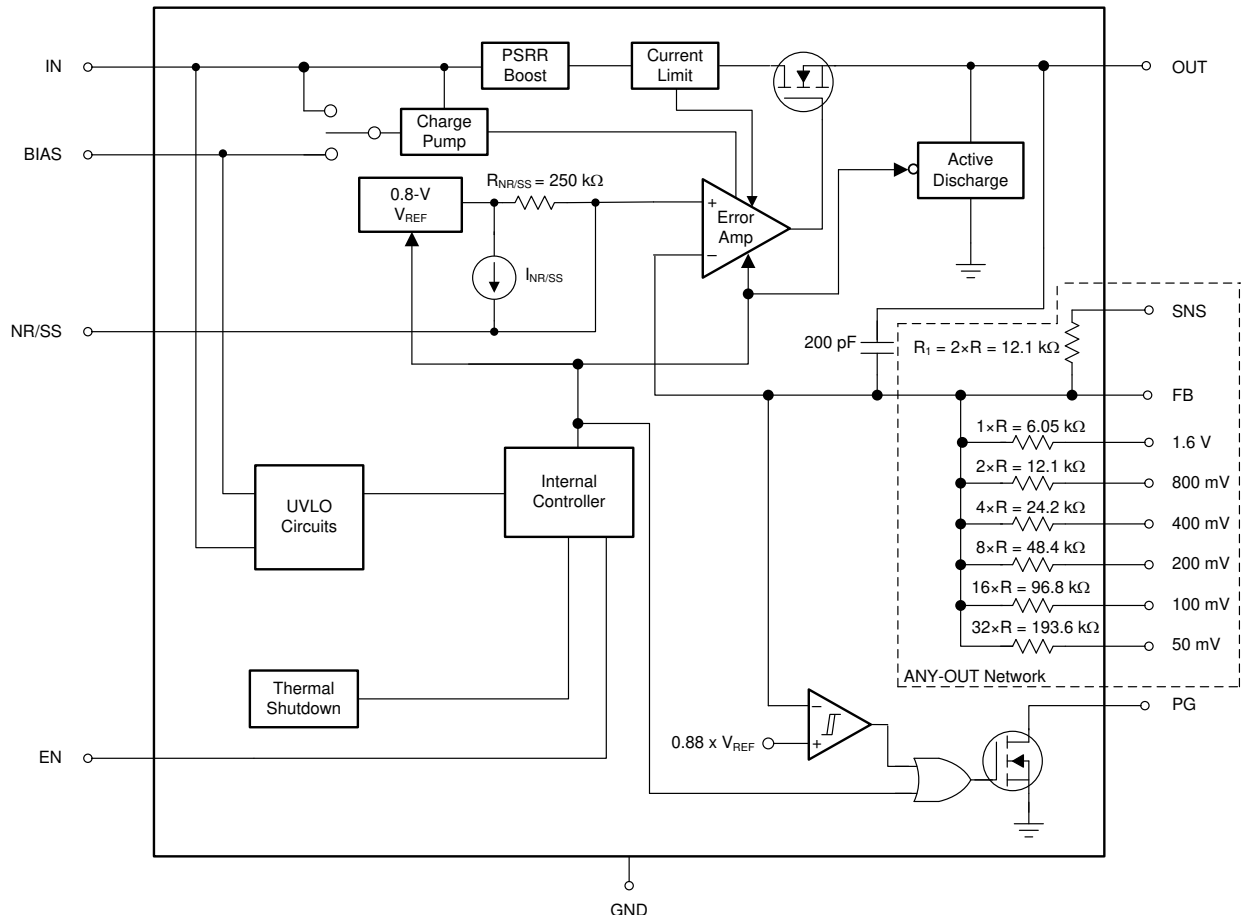 IN
PSRR
Boost
Current
Limit
OUT
Charge
Pump
BIAS
Active
Discharge
0.8-V
V_REF
R_NR/SS = 250 kΩ
+
Error
Amp
−
I_NR/SS
NR/SS
SNS
200 pF
R₁ = 2×R = 12.1 kΩ
FB
1×R = 6.05 kΩ
1.6 V
2×R = 12.1 kΩ
800 mV
4×R = 24.2 kΩ
400 mV
8×R = 48.4 kΩ
200 mV
16×R = 96.8 kΩ
100 mV
32×R = 193.6 kΩ
50 mV
ANY-OUT Network
UVLO
Circuits
Internal
Controller
Thermal
Shutdown
PG
−
0.88 x V_REF
+
EN
GND